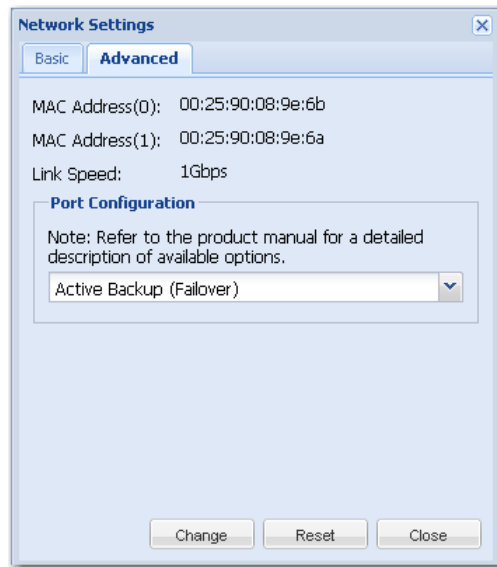 Network Settings
Basic Advanced
MAC Address(0): 00:25:90:08:9e:6b
MAC Address(1): 00:25:90:08:9e:6a
Link Speed: 1Gbps
Port Configuration
Note: Refer to the product manual for a detailed
description of available options.
Active Backup (Failover)
Change Reset Close